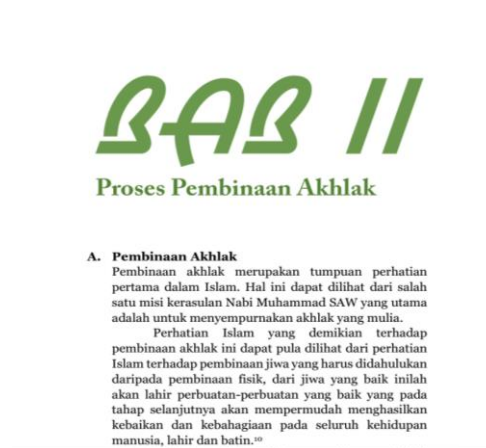 BAB II
Proses Pembinaan Akhlak
A. Pembinaan Akhlak
Pembinaan akhlak merupakan tumpuan perhatian
pertama dalam Islam. Hal ini dapat dilihat dari salah
satu misi kerasulan Nabi Muhammad SAW yang utama
adalah untuk menyempurnakan akhlak yang mulia.
Perhatian Islam yang demikian terhadap
pembinaan akhlak ini dapat pula dilihat dari perhatian
Islam terhadap pembinaan jiwa yang harus didahulukan
daripada pembinaan fisik, dari jiwa yang baik inilah
akan lahir perbuatan-perbuatan yang baik yang pada
tahap selanjutnya akan mempermudah menghasilkan
kebaikan dan kebahagiaan pada seluruh kehidupan
manusia, lahir dan batin.¹⁰